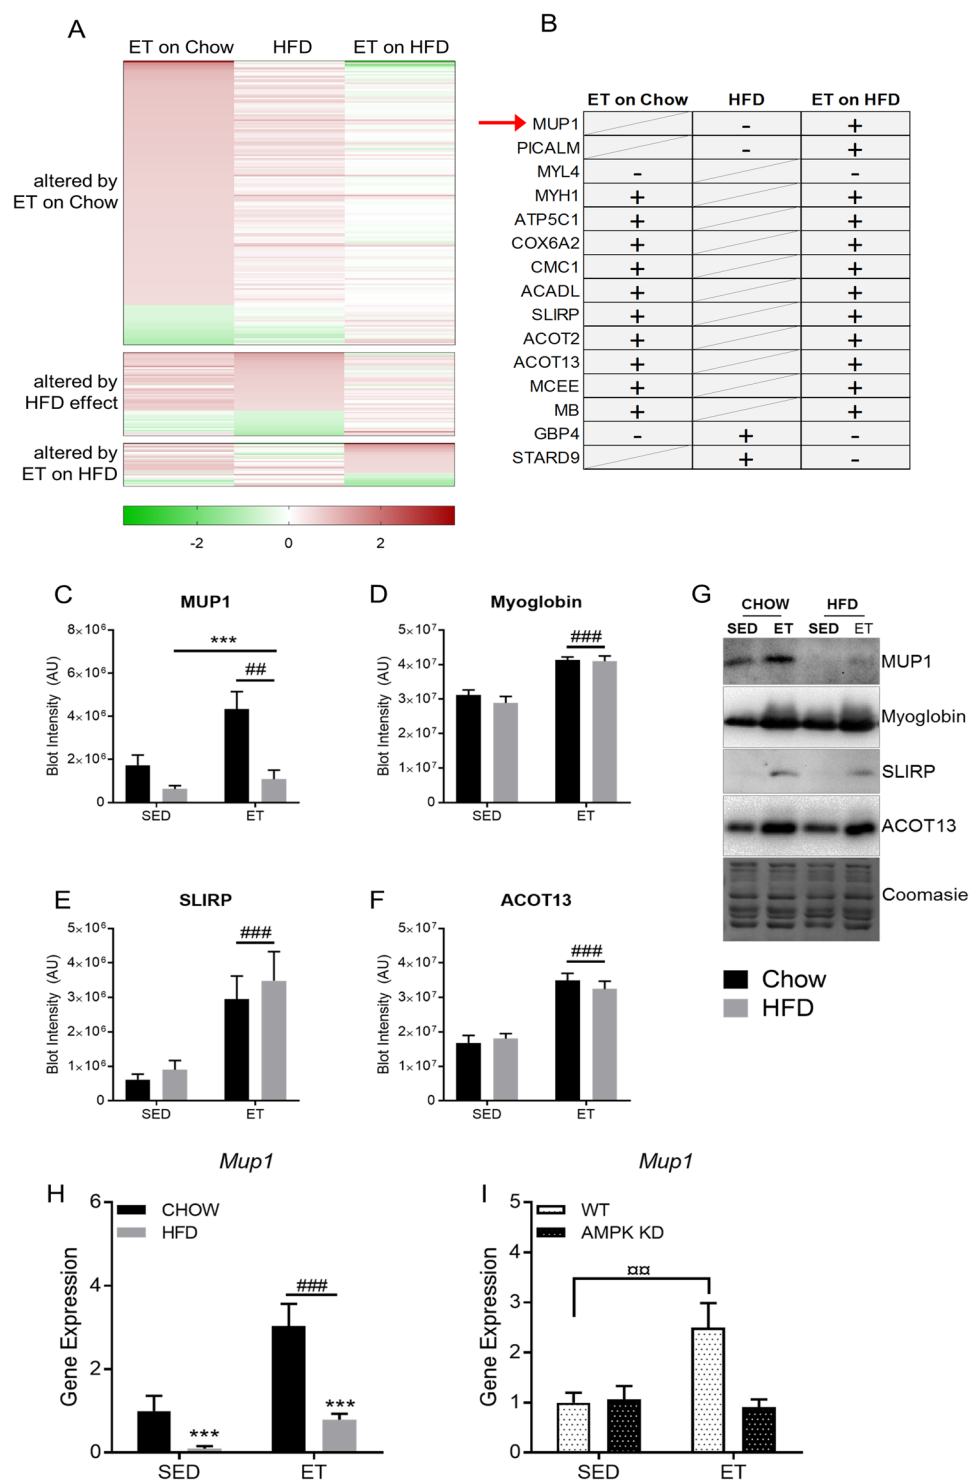 A
ET on Chow HFD ET on HFD
altered by
ET on Chow
altered by
HFD effect
altered by
ET on HFD
-2 0 2
B
ET on Chow HFD ET on HFD
MUP1 - +
PICALM - +
MYL4 - -
MYH1 + +
ATP5C1 + +
COX6A2 + +
CMC1 + +
ACADL + +
SLIRP + +
ACOT2 + +
ACOT13 + +
MCEE + +
MB + +
GBP4 - + -
STARD9 + -
C
MUP1
Blot Intensity (AU)
8×10⁶
6×10⁶
4×10⁶
2×10⁶
0
***
##
SED ET
D
Myoglobin
Blot Intensity (AU)
5×10⁷
4×10⁷
3×10⁷
2×10⁷
1×10⁷
0
###
SED ET
E
SLIRP
Blot Intensity (AU)
5×10⁶
4×10⁶
3×10⁶
2×10⁶
1×10⁶
0
###
SED ET
F
ACOT13
Blot Intensity (AU)
5×10⁷
4×10⁷
3×10⁷
2×10⁷
1×10⁷
0
###
SED ET
G
CHOW HFD
SED ET SED ET
MUP1
Myoglobin
SLIRP
ACOT13
Coomasie
Chow
HFD
H
Mup1
Gene Expression
6
4
2
0
CHOW
HFD
###
***
***
SED ET
I
Mup1
Gene Expression
5
4
3
2
1
0
WT
AMPK KD
¤¤
SED ET